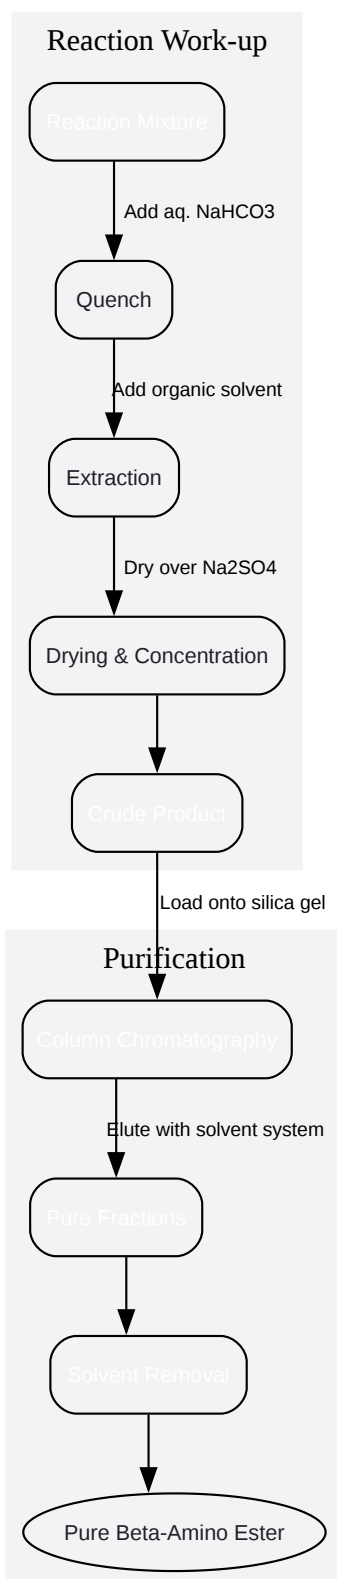 Reaction Work-up
Reaction Mixture
Add aq. NaHCO3
Quench
Add organic solvent
Extraction
Dry over Na2SO4
Drying & Concentration
Crude Product
Load onto silica gel
Purification
Column Chromatography
Elute with solvent system
Pure Fractions
Solvent Removal
Pure Beta-Amino Ester